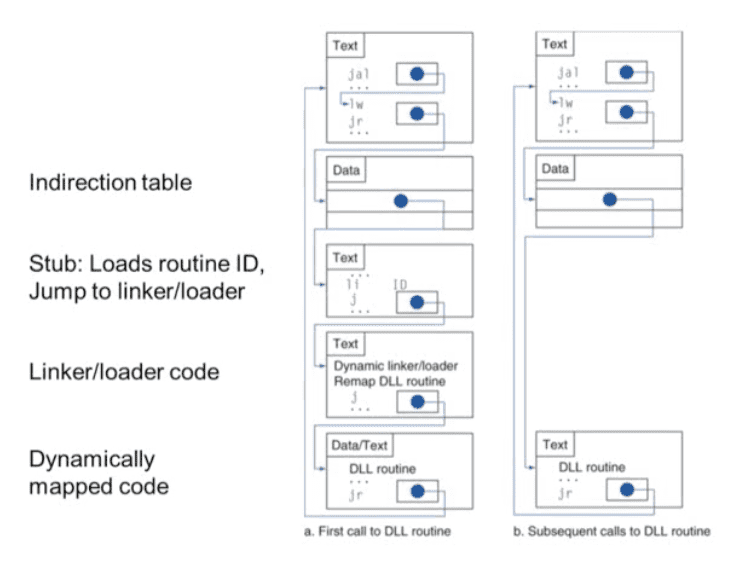 Indirection table
Stub: Loads routine ID,
Jump to linker/loader
Linker/loader code
Dynamically
mapped code
Text
jal
...
lw
jr
...
Data
Text
...
li ID
j
...
Text
Dynamic linker/loader
Remap DLL routine
j
...
Data/Text
DLL routine
...
jr
a. First call to DLL routine
Text
jal
...
lw
jr
...
Data
Text
DLL routine
...
jr
b. Subsequent calls to DLL routine